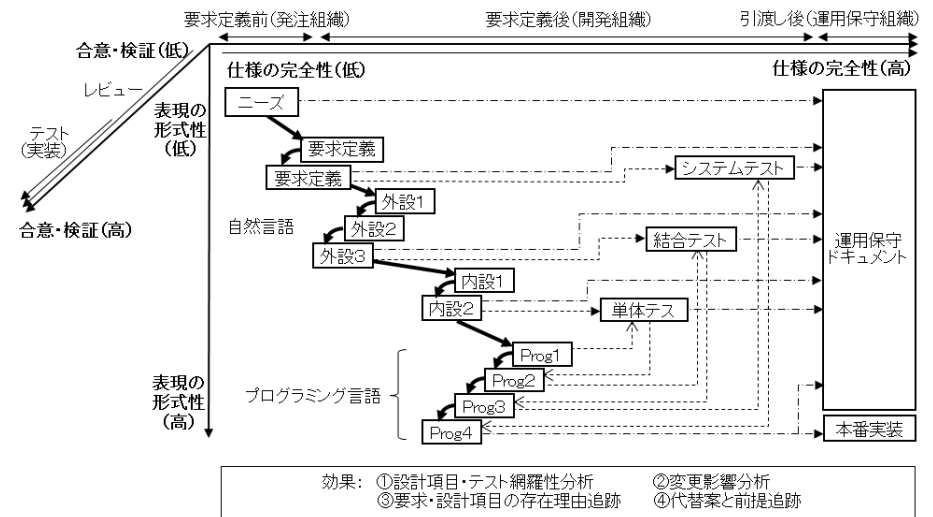 要求定義前(発注組織)
要求定義後(開発組織)
引渡し後(運用保守組織)
合意・検証(低)
仕様の完全性(低)
仕様の完全性(高)
レビュー
テスト
(実装)
合意・検証(高)
表現の
形式性
(低)
ニーズ
要求定義
要求定義
システムテスト
外設1
自然言語
外設2
結合テスト
外設3
運用保守
ドキュメント
内設1
内設2
単体テス
Prog1
表現の
形式性
(高)
プログラミング言語
Prog2
Prog3
Prog4
本番実装
効果: ①設計項目・テスト網羅性分析 ②変更影響分析
③要求・設計項目の存在理由追跡 ④代替案と前提追跡